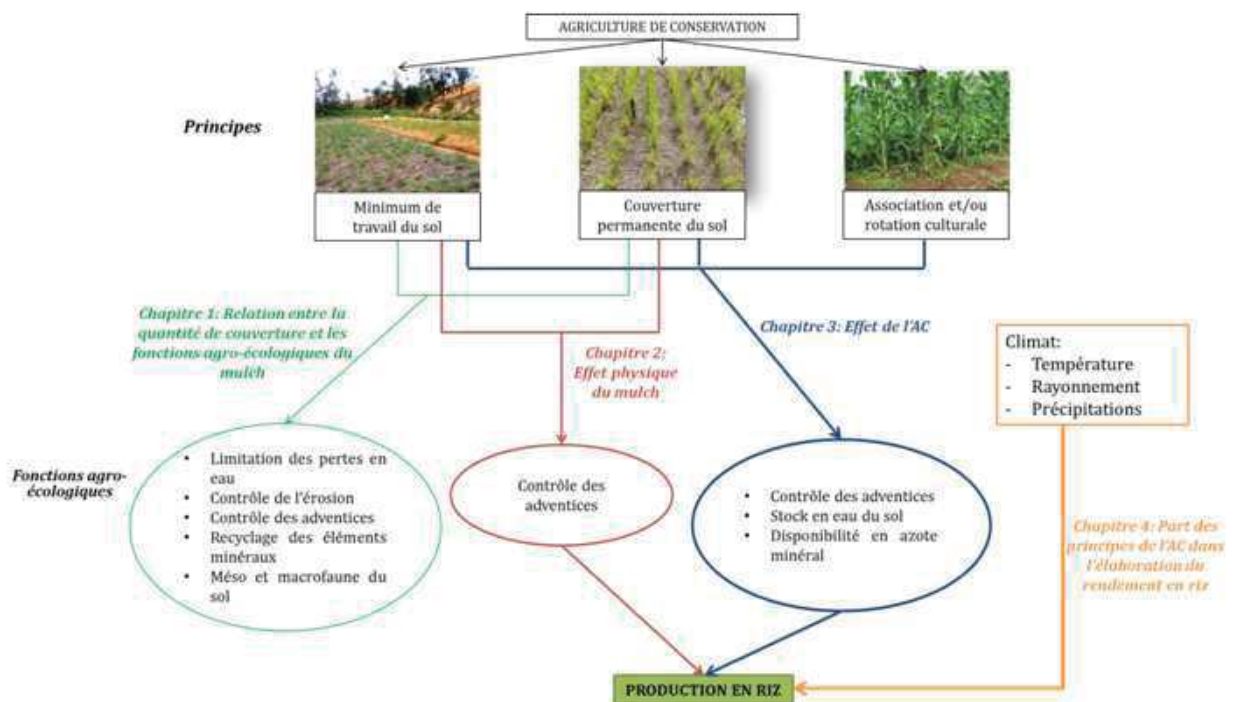 AGRICULTURE DE CONSERVATION
Principes
Minimum de
travail du sol
Couverture
permanente du sol
Association et/ou
rotation culturale
Chapitre 1: Relation entre la
quantité de couverture et les
fonctions agro-écologiques du
mulch
Chapitre 2:
Effet physique
du mulch
Chapitre 3: Effet de l'AC
Climat:
- Température
- Rayonnement
- Précipitations
Fonctions agro-
écologiques
• Limitation des pertes en
eau
• Contrôle de l'érosion
• Contrôle des adventices
• Recyclage des éléments
minéraux
• Méso et macrofaune du
sol
Contrôle des
adventices
• Contrôle des adventices
• Stock en eau du sol
• Disponibilité en azote
minéral
Chapitre 4: Part des
principes de l'AC dans
l'élaboration du
rendement en riz
PRODUCTION EN RIZ